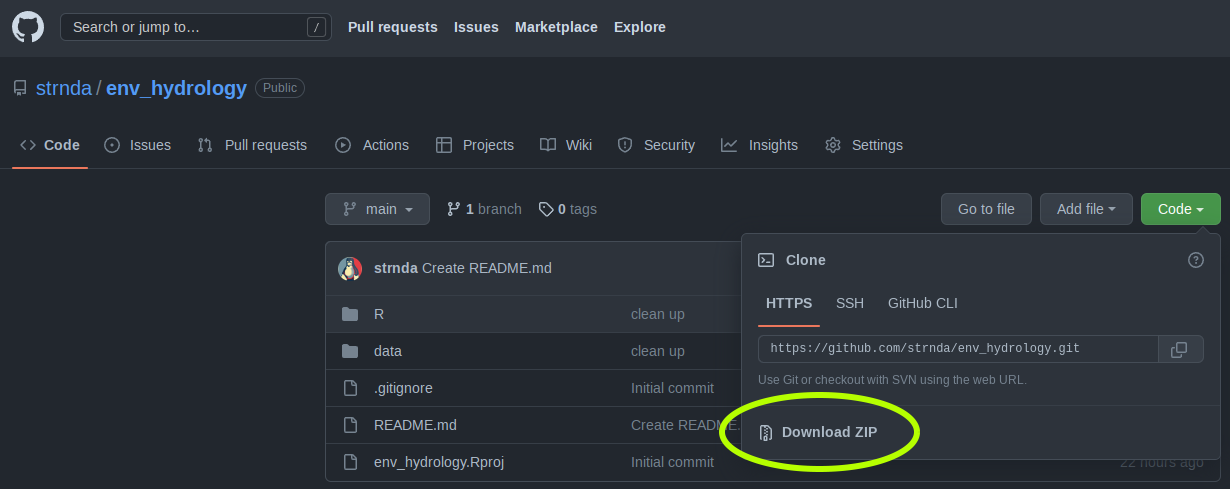 Search or jump to… /
Pull requests Issues Marketplace Explore
strnda / env_hydrology Public
Code Issues Pull requests Actions Projects Wiki Security Insights Settings
main 1 branch 0 tags Go to file Add file Code
strnda Create README.md
R clean up
data clean up
.gitignore Initial commit
README.md Create README.
env_hydrology.Rproj Initial commit 22 hours ago
Clone
HTTPS SSH GitHub CLI
https://github.com/strnda/env_hydrology.git
Use Git or checkout with SVN using the web URL.
Download ZIP